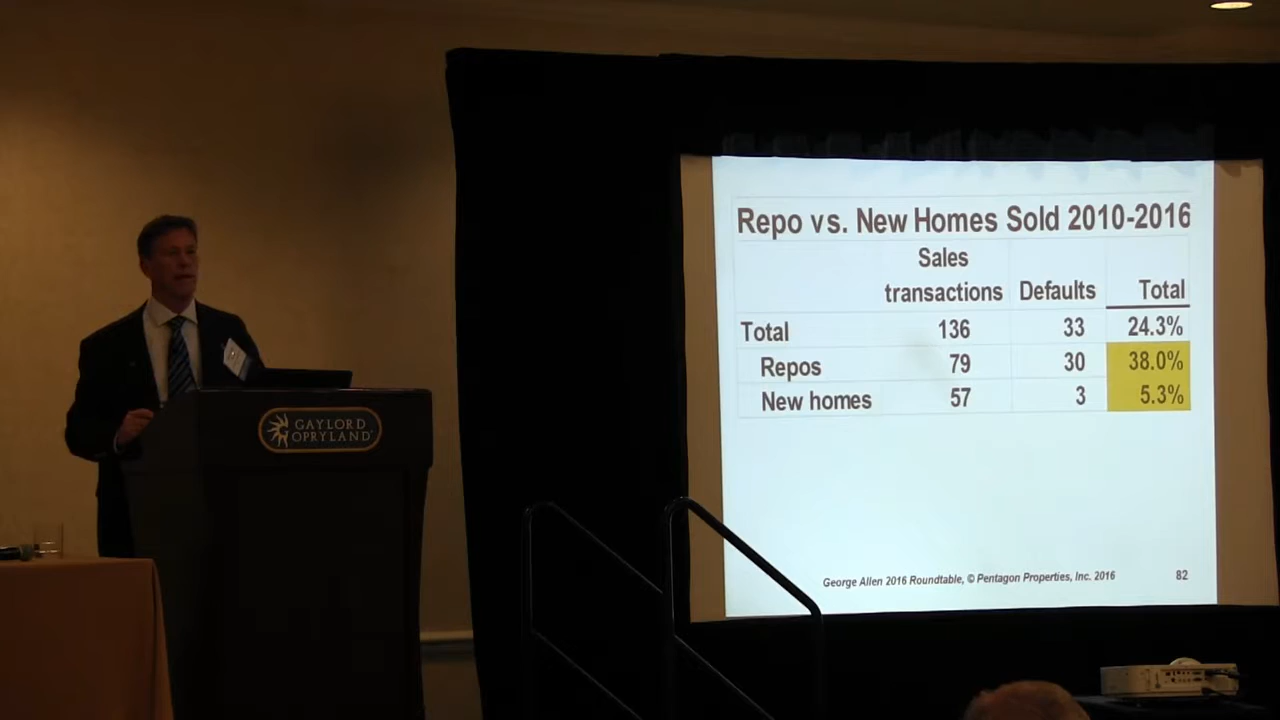 Repo vs. New Homes Sold 2010-2016
Sales
transactions Defaults Total
Total 136 33 24.3%
Repos 79 30 38.0%
New homes 57 3 5.3%
George Allen 2016 Roundtable, © Pentagon Properties, Inc. 2016 82
GAYLORD
OPRYLAND